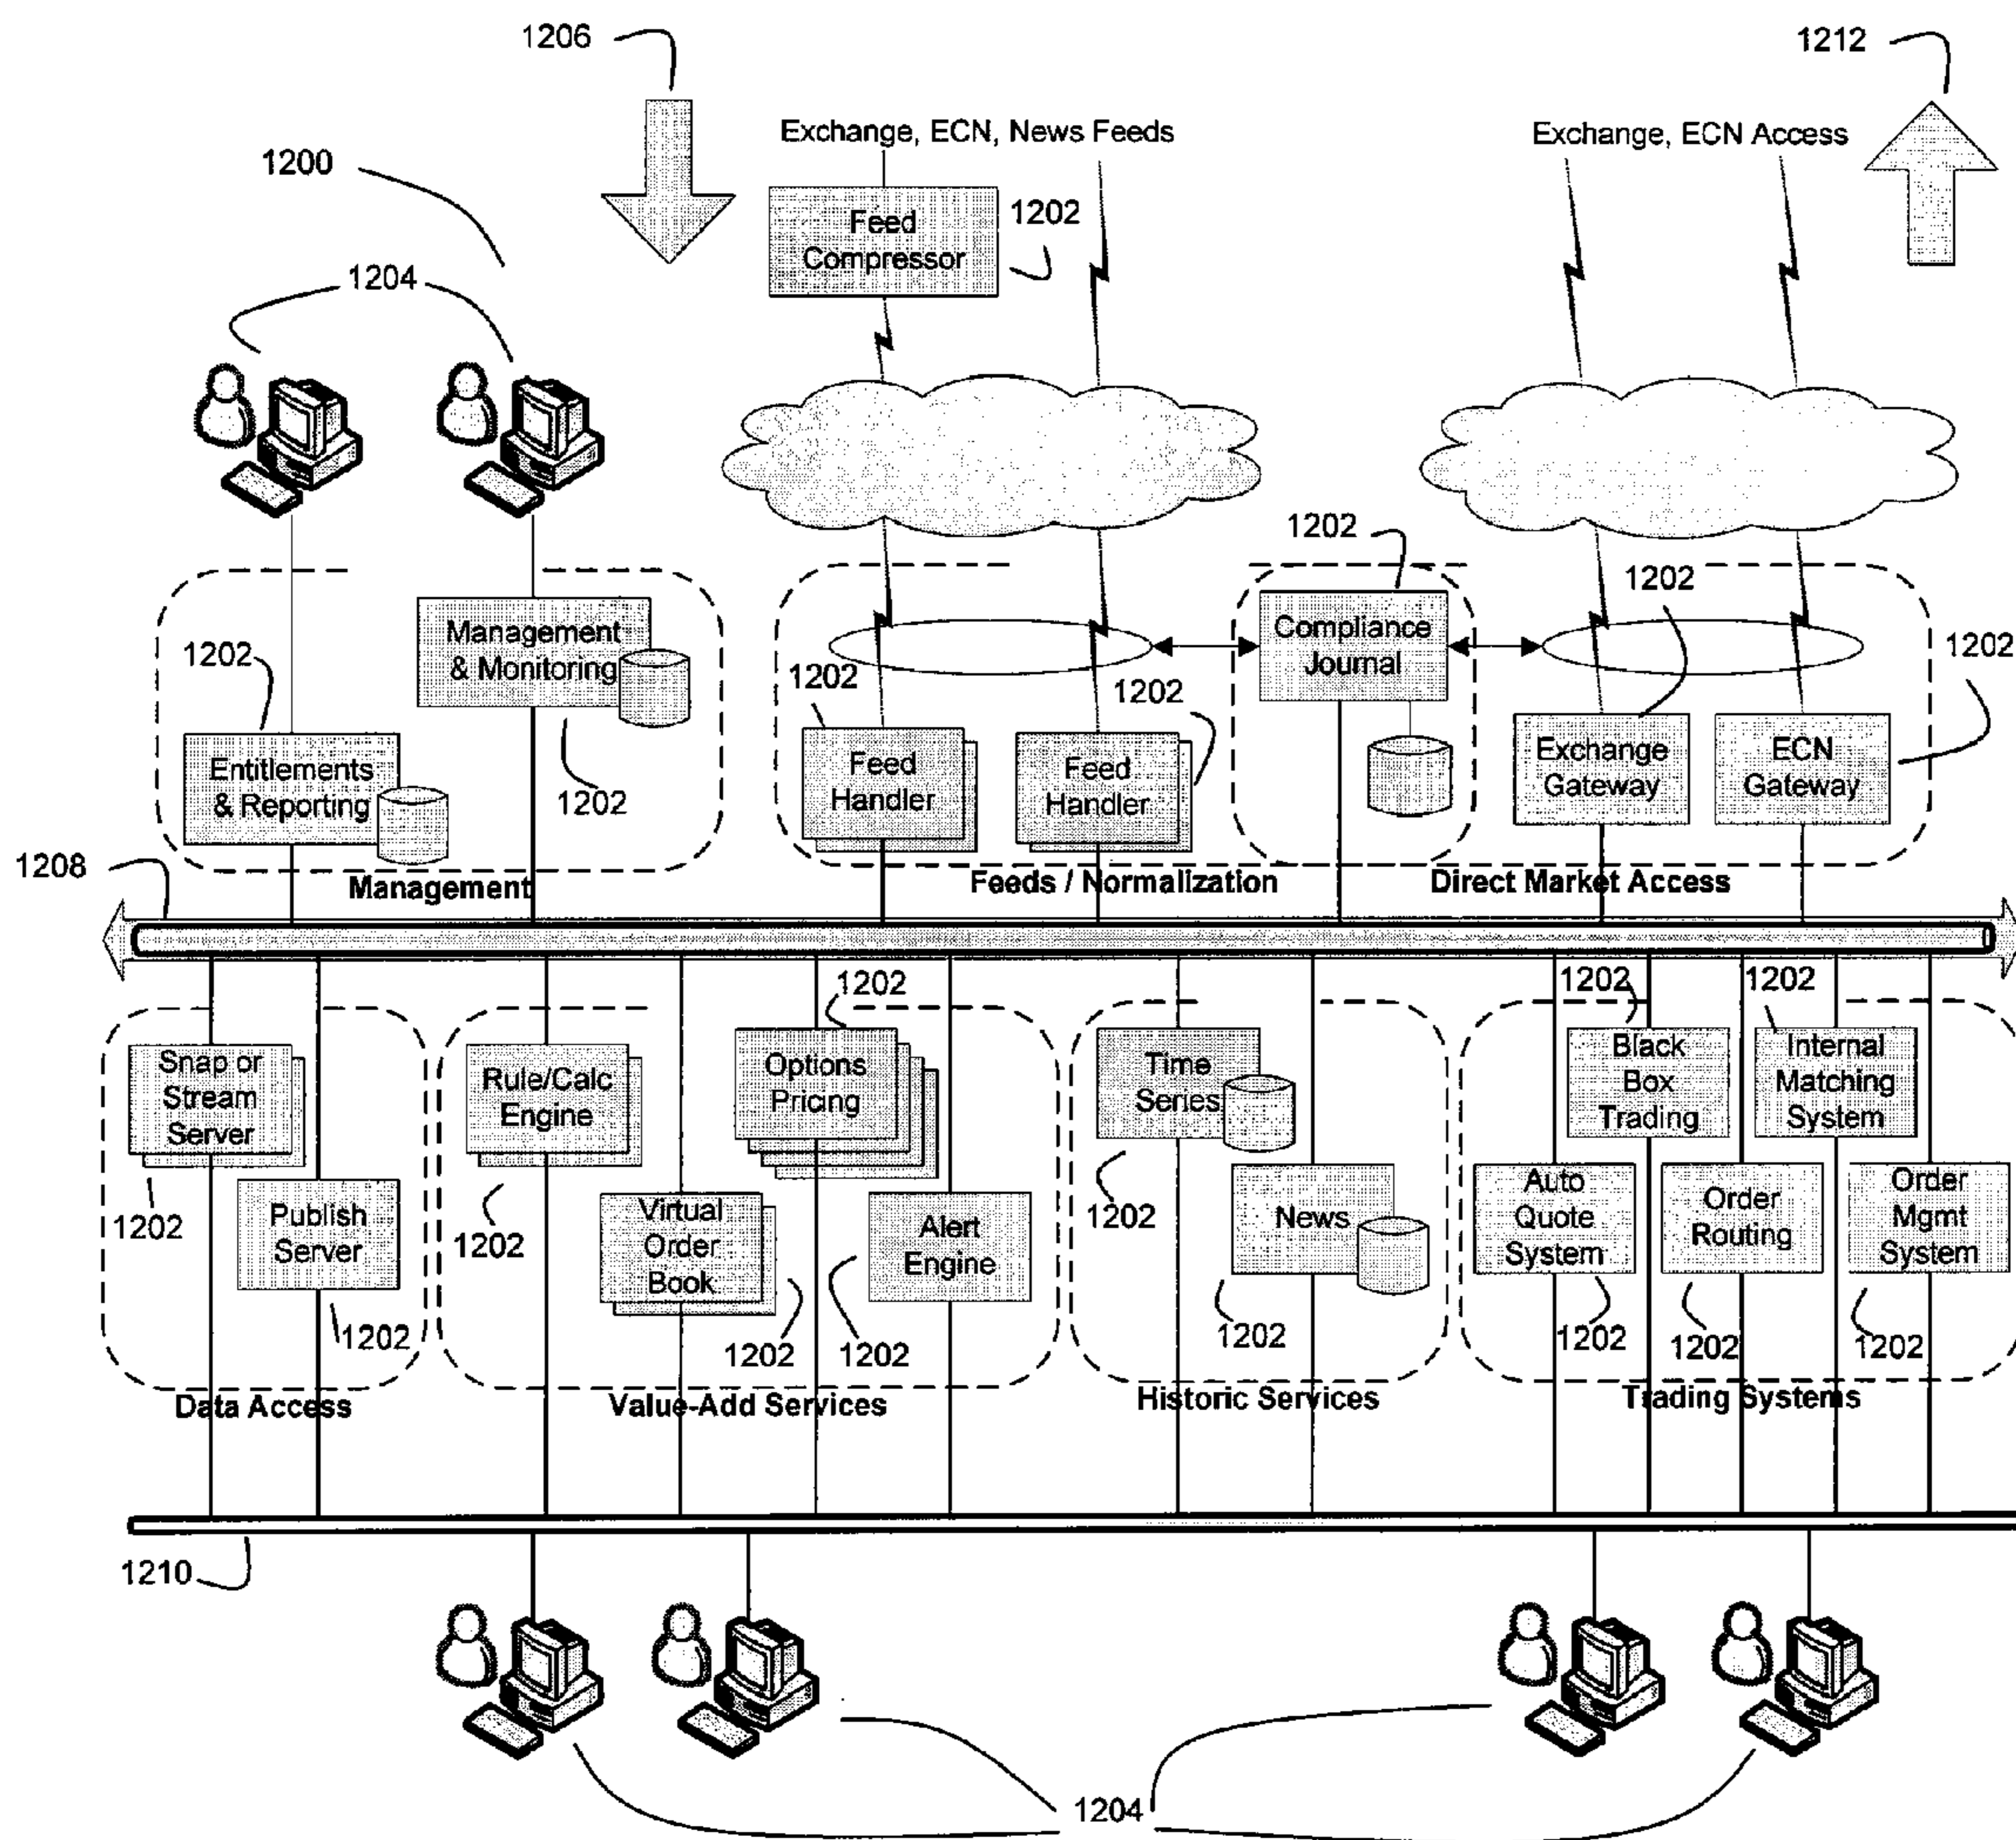 1206
1212
Exchange, ECN, News Feeds
Exchange, ECN Access
1200
1202
Feed
Compressor
1204
1202
1202
Management
& Monitoring
Compliance
Journal
1202
1202
1202
1202
Entitlements
& Reporting
1202
Feed
Handler
Feed
Handler
Exchange
Gateway
ECN
Gateway
1208
Management
Feeds / Normalization
Direct Market Access
1202
1202
1202
Snap or
Stream
Server
Rule/Calc
Engine
Options
Pricing
Time
Series
Black
Box
Trading
Internal
Matching
System
1202
Publish
Server
1202
Virtual
Order
Book
Alert
Engine
1202
News
Auto
Quote
System
Order
Routing
Order
Mgmt
System
1202
1202
1202
1202
1202
1202
1202
Data Access
Value-Add Services
Historic Services
Trading Systems
1210
1204